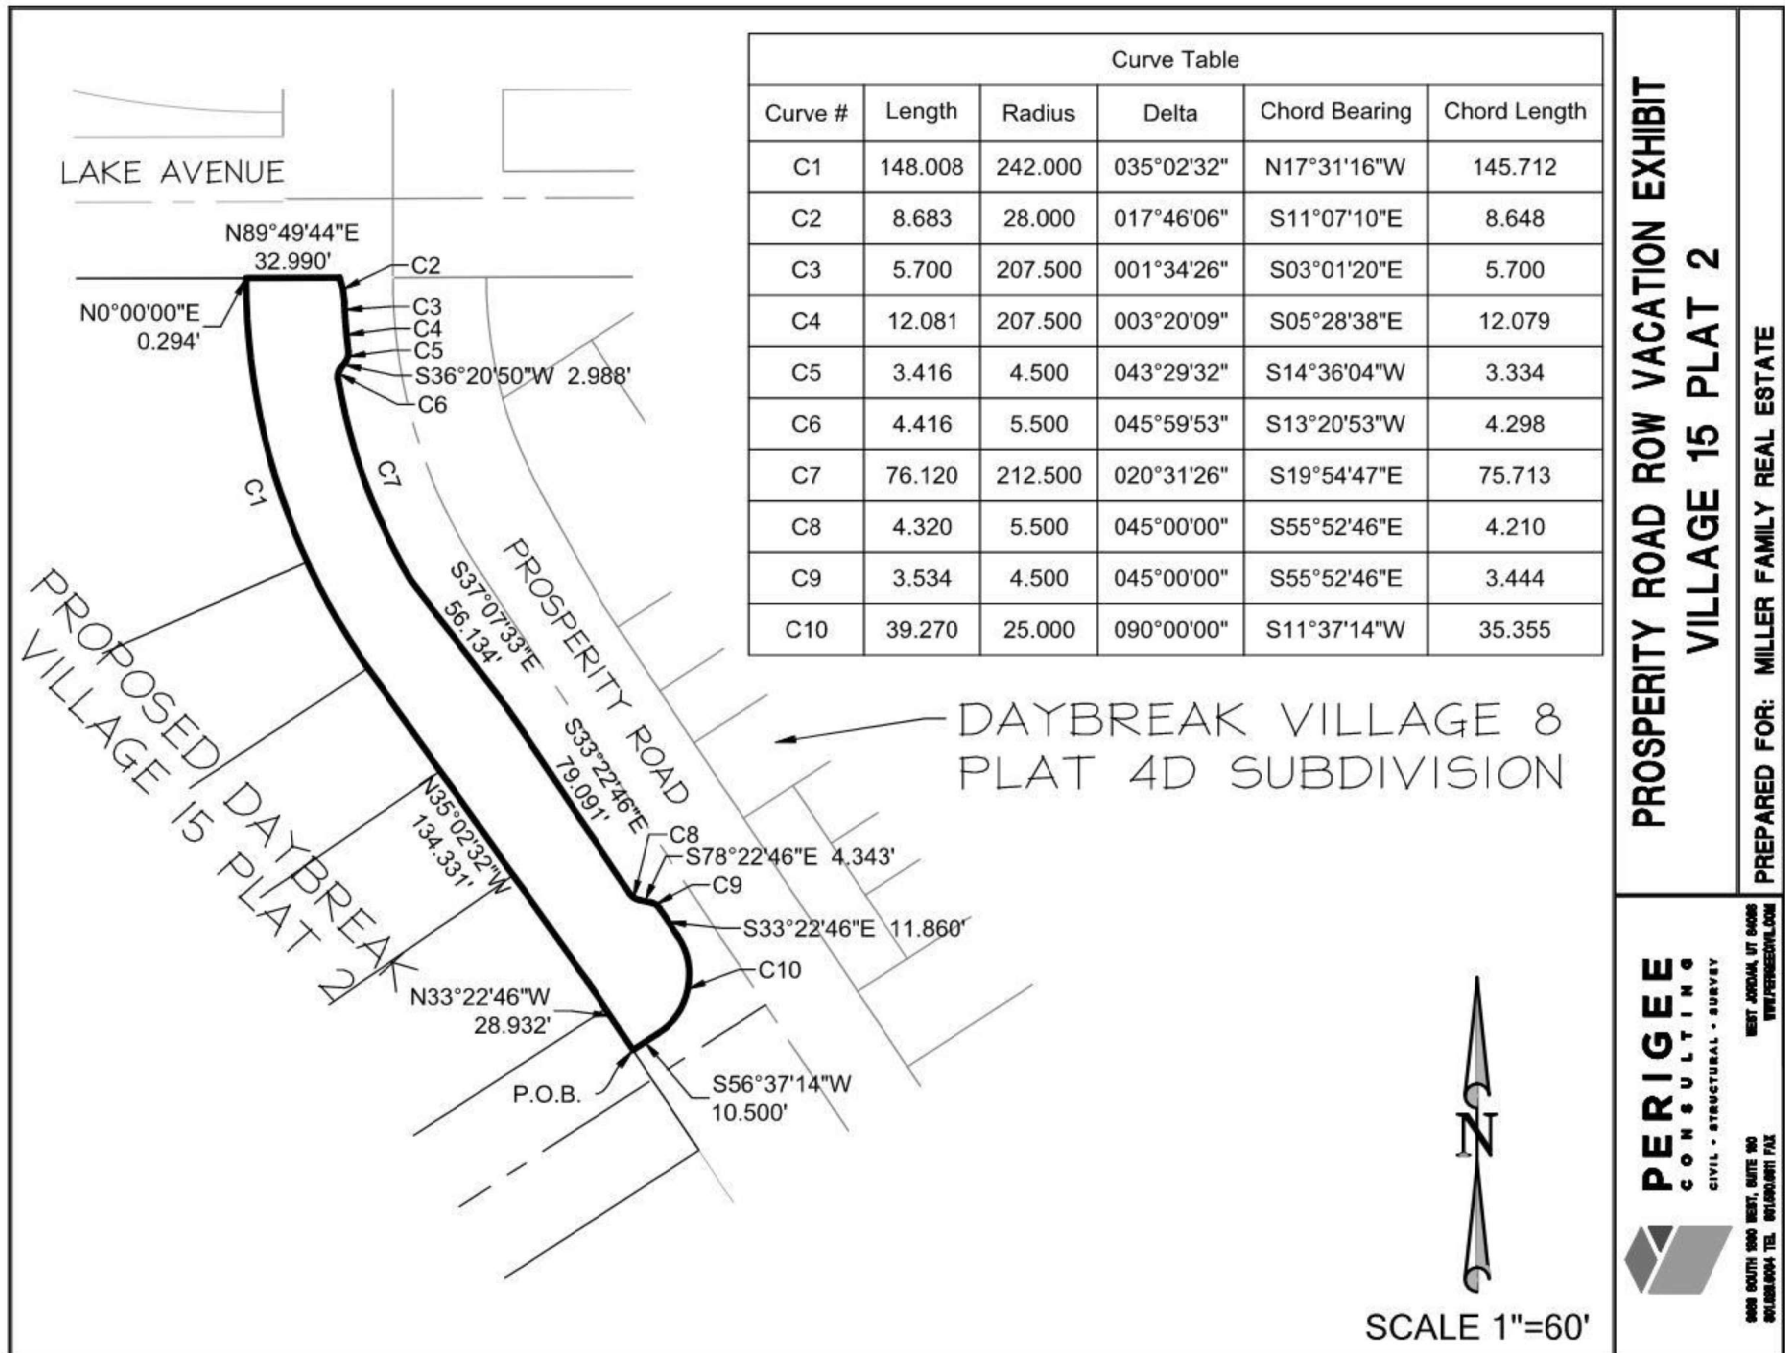 Curve Table
Curve # Length Radius Delta Chord Bearing Chord Length
C1 148.008 242.000 035°02'32" N17°31'16"W 145.712
C2 8.683 28.000 017°46'06" S11°07'10"E 8.648
C3 5.700 207.500 001°34'26" S03°01'20"E 5.700
C4 12.081 207.500 003°20'09" S05°28'38"E 12.079
C5 3.416 4.500 043°29'32" S14°36'04"W 3.334
C6 4.416 5.500 045°59'53" S13°20'53"W 4.298
C7 76.120 212.500 020°31'26" S19°54'47"E 75.713
C8 4.320 5.500 045°00'00" S55°52'46"E 4.210
C9 3.534 4.500 045°00'00" S55°52'46"E 3.444
C10 39.270 25.000 090°00'00" S11°37'14"W 35.355
LAKE AVENUE
N89°49'44"E
32.990'
N0°00'00"E
0.294'
C2
C3
C4
C5
S36°20'50"W 2.988'
C6
C1
C7
S37°07'33"E
56.134'
PROSPERITY ROAD
PROPOSED DAYBREAK
VILLAGE 15 PLAT 2
S33°22'46"E
79.091'
N35°02'32"W
134.331'
DAYBREAK VILLAGE 8
PLAT 4D SUBDIVISION
C8
S78°22'46"E 4.343'
C9
S33°22'46"E 11.860'
C10
N33°22'46"W
28.932'
P.O.B.
S56°37'14"W
10.500'
N
SCALE 1"=60'
PROSPERITY ROAD ROW VACATION EXHIBIT
VILLAGE 15 PLAT 2
PREPARED FOR: MILLER FAMILY REAL ESTATE
PERIGEE
CONSULTING
CIVIL - STRUCTURAL - SURVEY
WEST JORDAN, UT 84088
WWW.PERIGEECIVIL.COM
SOUTH WEST, SUITE
TEL FAX